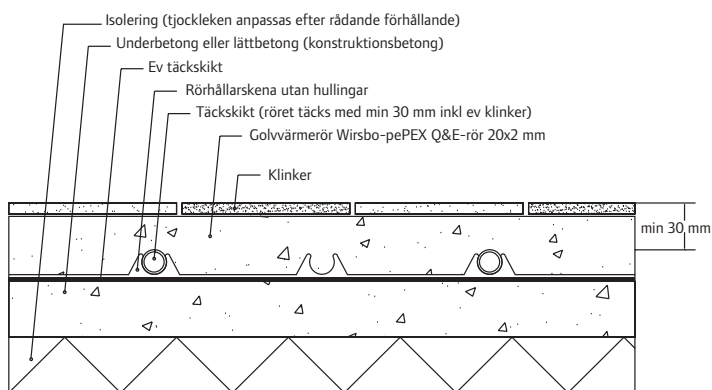 Isolering (tjockleken anpassas efter rådande förhållande)
Underbetong eller lättbetong (konstruktionsbetong)
Ev täckskikt
Rörhållarskena utan hullingar
Täckskikt (röret täcks med min 30 mm inkl ev klinker)
Golvvärmerör Wirsbo-pePEX Q&E-rör 20x2 mm
Klinker
min 30 mm